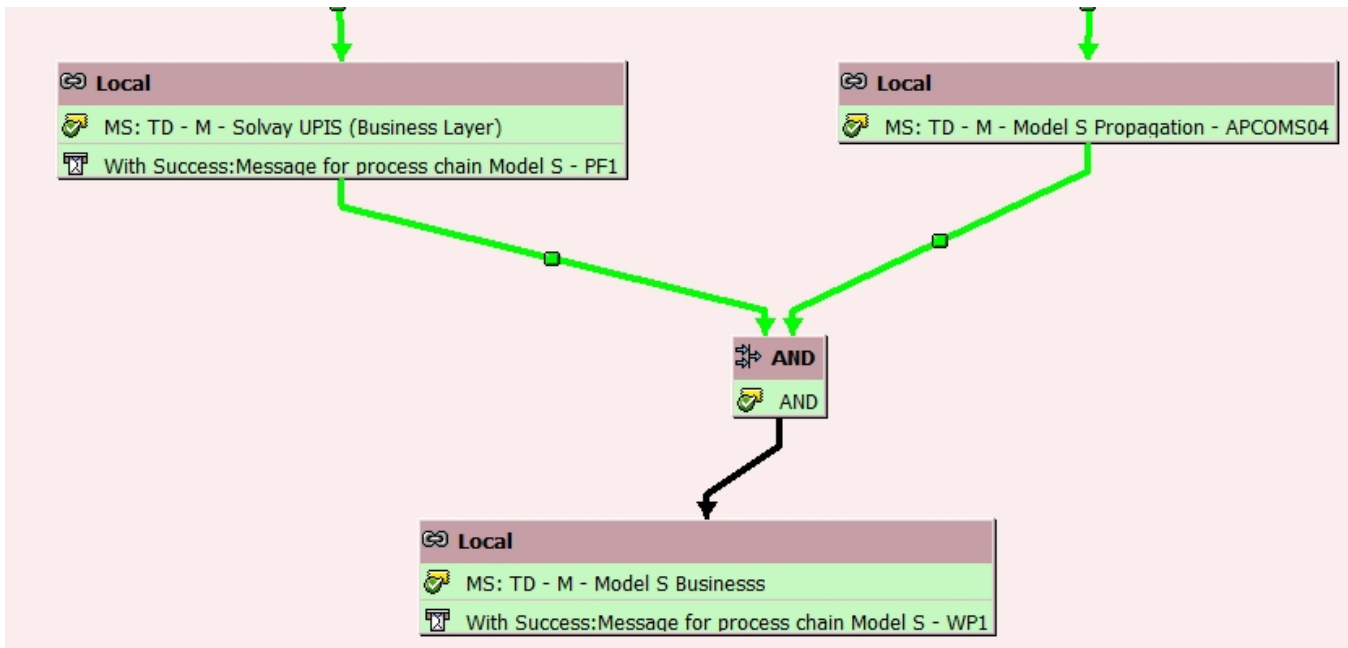 Local
MS: TD - M - Solvay UPIS (Business Layer)
With Success:Message for process chain Model S - PF1
Local
MS: TD - M - Model S Propagation - APCOMS04
AND
AND
Local
MS: TD - M - Model S Businesss
With Success:Message for process chain Model S - WP1